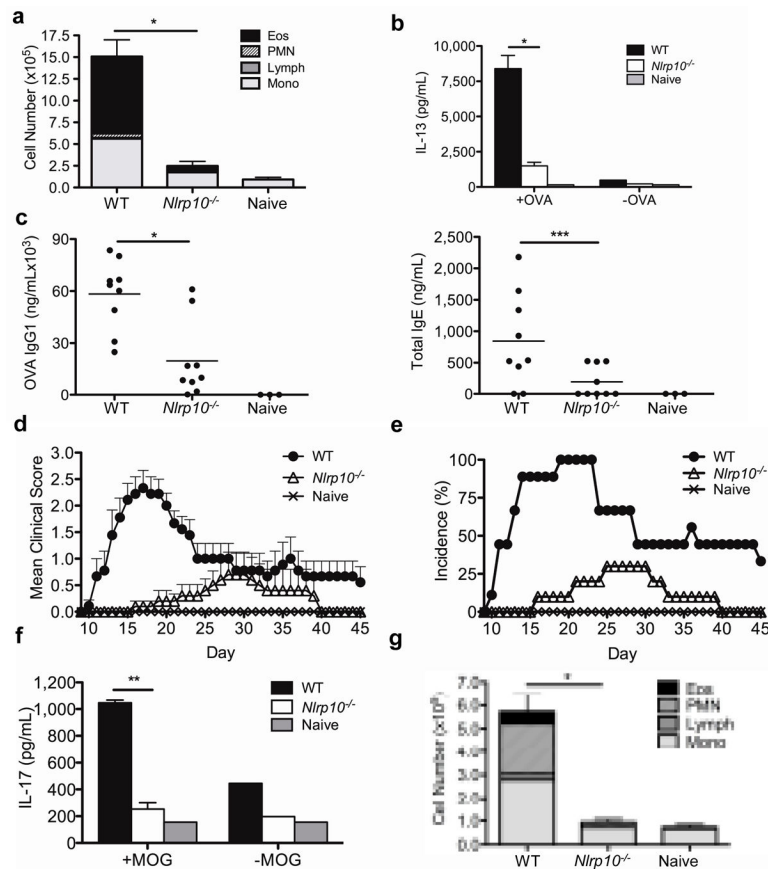 a
*
Cell Number (x10⁵)
17.5
15.0
12.5
10.0
7.5
5.0
2.5
0.0
Eos
PMN
Lymph
Mono
WT
Nlrp10⁻/⁻
Naive
b
*
IL-13 (pg/mL)
10,000
7,500
5,000
2,500
0
WT
Nlrp10⁻/⁻
Naive
+OVA
-OVA
c
*
OVA IgG1 (ng/mLx10³)
90
60
30
0
WT
Nlrp10⁻/⁻
Naive
***
Total IgE (ng/mL)
2,500
2,000
1,500
1,000
500
0
WT
Nlrp10⁻/⁻
Naive
d
Mean Clinical Score
3.0
2.5
2.0
1.5
1.0
0.5
0.0
WT
Nlrp10⁻/⁻
Naive
10 15 20 25 30 35 40 45
Day
e
Incidence (%)
100
75
50
25
0
WT
Nlrp10⁻/⁻
Naive
10 15 20 25 30 35 40 45
Day
f
**
IL-17 (pg/mL)
1,200
1,000
800
600
400
200
0
WT
Nlrp10⁻/⁻
Naive
+MOG
-MOG
g
Cell Number
7.0
6.0
5.0
4.0
3.0
2.0
1.0
0.0
Eos
PMN
Lymph
Mono
WT
Nlrp10⁻/⁻
Naive